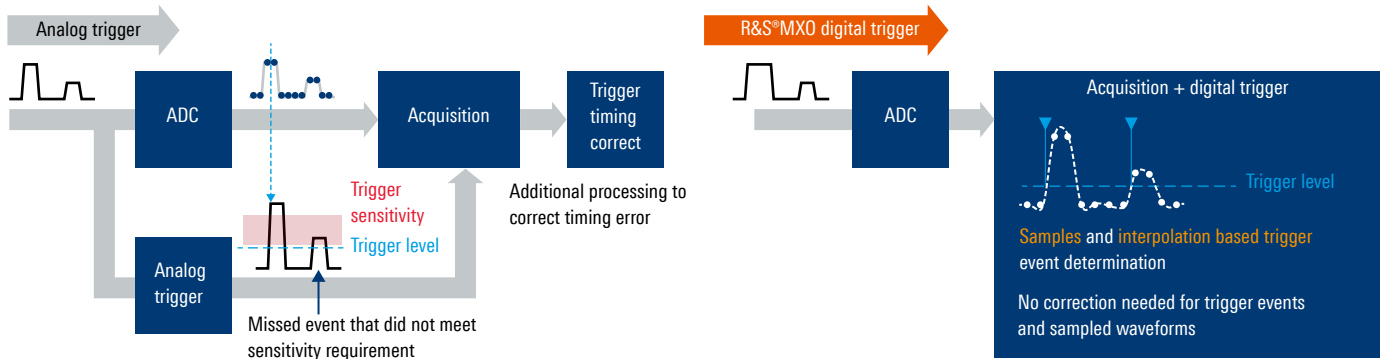 Analog trigger
ADC
Acquisition
Trigger
timing
correct
Trigger
sensitivity
Trigger level
Additional processing to
correct timing error
Analog
trigger
Missed event that did not meet
sensitivity requirement
R&S®MXO digital trigger
ADC
Acquisition + digital trigger
Trigger level
Samples and interpolation based trigger
event determination
No correction needed for trigger events
and sampled waveforms